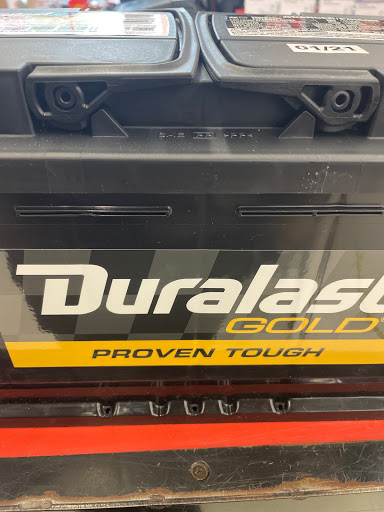 01/21
Duralast
GOLD
PROVEN TOUGH